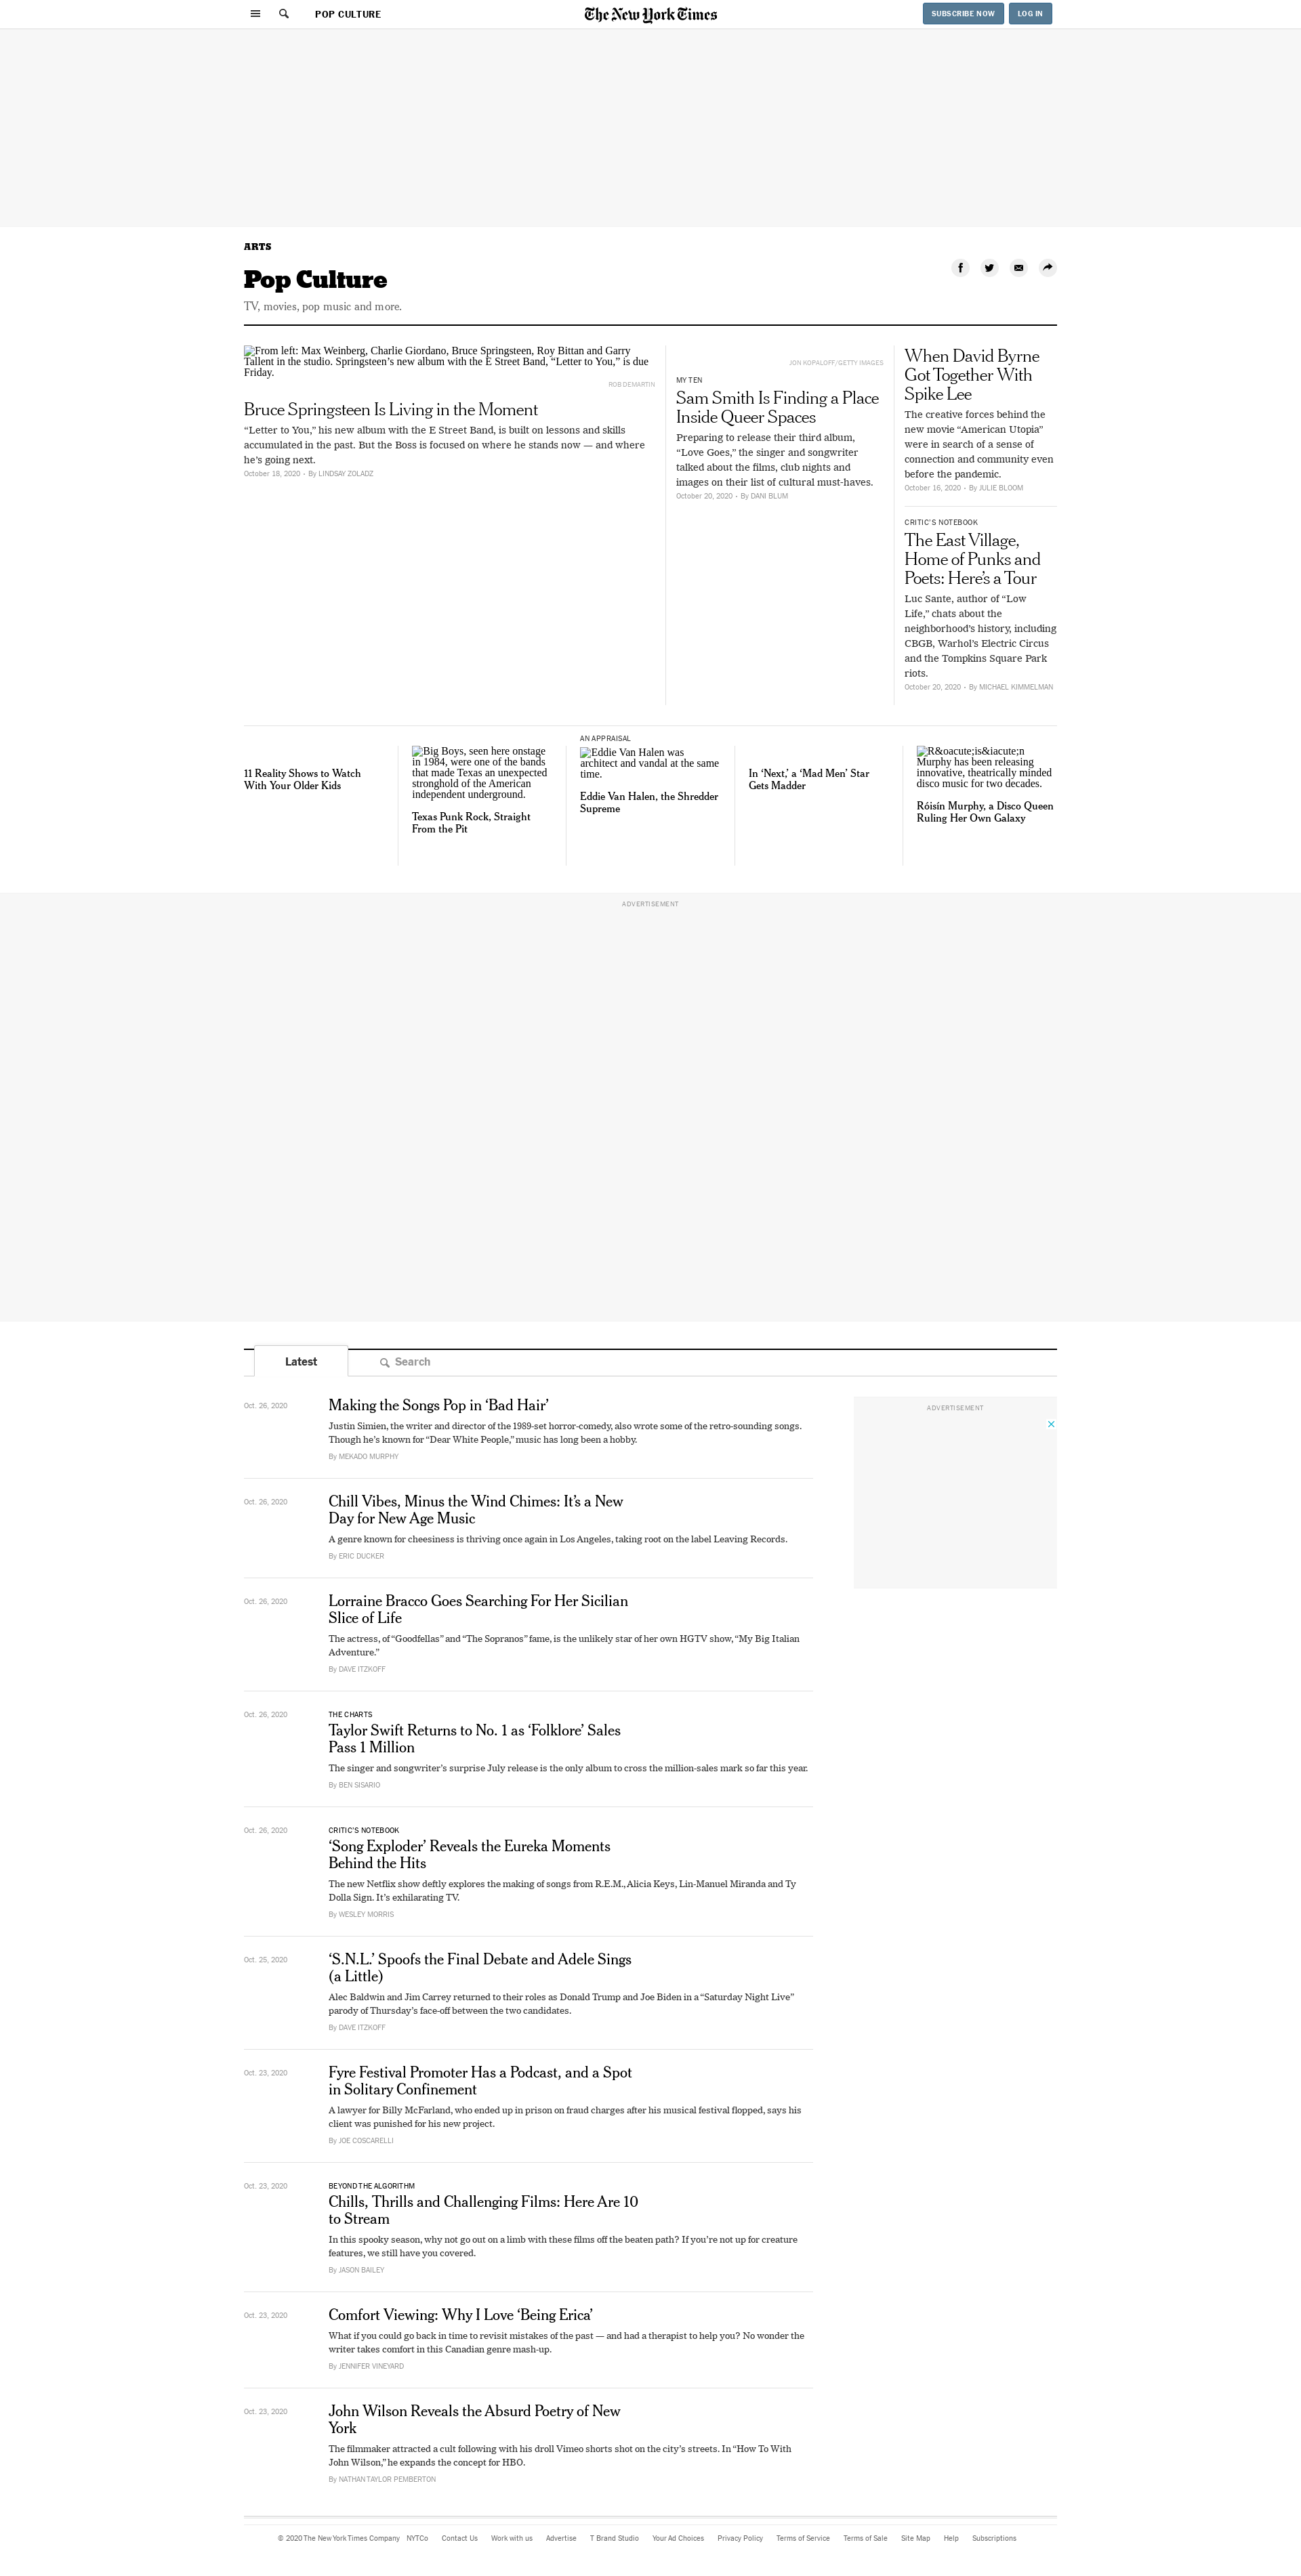 POP CULTURE
The New York Times
SUBSCRIBE NOW
LOG IN
ARTS
Pop Culture
TV, movies, pop music and more.
From left: Max Weinberg, Charlie Giordano, Bruce Springsteen, Roy Bittan and Garry
Tallent in the studio. Springsteen’s new album with the E Street Band, “Letter to You,” is due
Friday.
ROB DEMARTIN
Bruce Springsteen Is Living in the Moment
“Letter to You,” his new album with the E Street Band, is built on lessons and skills
accumulated in the past. But the Boss is focused on where he stands now — and where
he’s going next.
October 18, 2020 - By LINDSAY ZOLADZ
JON KOPALOFF/GETTY IMAGES
MY TEN
Sam Smith Is Finding a Place
Inside Queer Spaces
Preparing to release their third album,
“Love Goes,” the singer and songwriter
talked about the films, club nights and
images on their list of cultural must-haves.
October 20, 2020 - By DANI BLUM
When David Byrne
Got Together With
Spike Lee
The creative forces behind the
new movie “American Utopia”
were in search of a sense of
connection and community even
before the pandemic.
October 16, 2020 - By JULIE BLOOM
CRITIC’S NOTEBOOK
The East Village,
Home of Punks and
Poets: Here’s a Tour
Luc Sante, author of “Low
Life,” chats about the
neighborhood’s history, including
CBGB, Warhol’s Electric Circus
and the Tompkins Square Park
riots.
October 20, 2020 - By MICHAEL KIMMELMAN
11 Reality Shows to Watch
With Your Older Kids
Big Boys, seen here onstage
in 1984, were one of the bands
that made Texas an unexpected
stronghold of the American
independent underground.
Texas Punk Rock, Straight
From the Pit
AN APPRAISAL
Eddie Van Halen was
architect and vandal at the same
time.
Eddie Van Halen, the Shredder
Supreme
In ‘Next,’ a ‘Mad Men’ Star
Gets Madder
R&oacute;is&iacute;n
Murphy has been releasing
innovative, theatrically minded
disco music for two decades.
Róisín Murphy, a Disco Queen
Ruling Her Own Galaxy
ADVERTISEMENT
Latest
Search
ADVERTISEMENT
Oct. 26, 2020
Making the Songs Pop in ‘Bad Hair’
Justin Simien, the writer and director of the 1989-set horror-comedy, also wrote some of the retro-sounding songs.
Though he’s known for “Dear White People,” music has long been a hobby.
By MEKADO MURPHY
Oct. 26, 2020
Chill Vibes, Minus the Wind Chimes: It’s a New
Day for New Age Music
A genre known for cheesiness is thriving once again in Los Angeles, taking root on the label Leaving Records.
By ERIC DUCKER
Oct. 26, 2020
Lorraine Bracco Goes Searching For Her Sicilian
Slice of Life
The actress, of “Goodfellas” and “The Sopranos” fame, is the unlikely star of her own HGTV show, “My Big Italian
Adventure.”
By DAVE ITZKOFF
Oct. 26, 2020
THE CHARTS
Taylor Swift Returns to No. 1 as ‘Folklore’ Sales
Pass 1 Million
The singer and songwriter’s surprise July release is the only album to cross the million-sales mark so far this year.
By BEN SISARIO
Oct. 26, 2020
CRITIC’S NOTEBOOK
‘Song Exploder’ Reveals the Eureka Moments
Behind the Hits
The new Netflix show deftly explores the making of songs from R.E.M., Alicia Keys, Lin-Manuel Miranda and Ty
Dolla Sign. It’s exhilarating TV.
By WESLEY MORRIS
Oct. 25, 2020
‘S.N.L.’ Spoofs the Final Debate and Adele Sings
(a Little)
Alec Baldwin and Jim Carrey returned to their roles as Donald Trump and Joe Biden in a “Saturday Night Live”
parody of Thursday’s face-off between the two candidates.
By DAVE ITZKOFF
Oct. 23, 2020
Fyre Festival Promoter Has a Podcast, and a Spot
in Solitary Confinement
A lawyer for Billy McFarland, who ended up in prison on fraud charges after his musical festival flopped, says his
client was punished for his new project.
By JOE COSCARELLI
Oct. 23, 2020
BEYOND THE ALGORITHM
Chills, Thrills and Challenging Films: Here Are 10
to Stream
In this spooky season, why not go out on a limb with these films off the beaten path? If you’re not up for creature
features, we still have you covered.
By JASON BAILEY
Oct. 23, 2020
Comfort Viewing: Why I Love ‘Being Erica’
What if you could go back in time to revisit mistakes of the past — and had a therapist to help you? No wonder the
writer takes comfort in this Canadian genre mash-up.
By JENNIFER VINEYARD
Oct. 23, 2020
John Wilson Reveals the Absurd Poetry of New
York
The filmmaker attracted a cult following with his droll Vimeo shorts shot on the city’s streets. In “How To With
John Wilson,” he expands the concept for HBO.
By NATHAN TAYLOR PEMBERTON
© 2020 The New York Times Company NYTCo Contact Us Work with us Advertise T Brand Studio Your Ad Choices Privacy Policy Terms of Service Terms of Sale Site Map Help Subscriptions